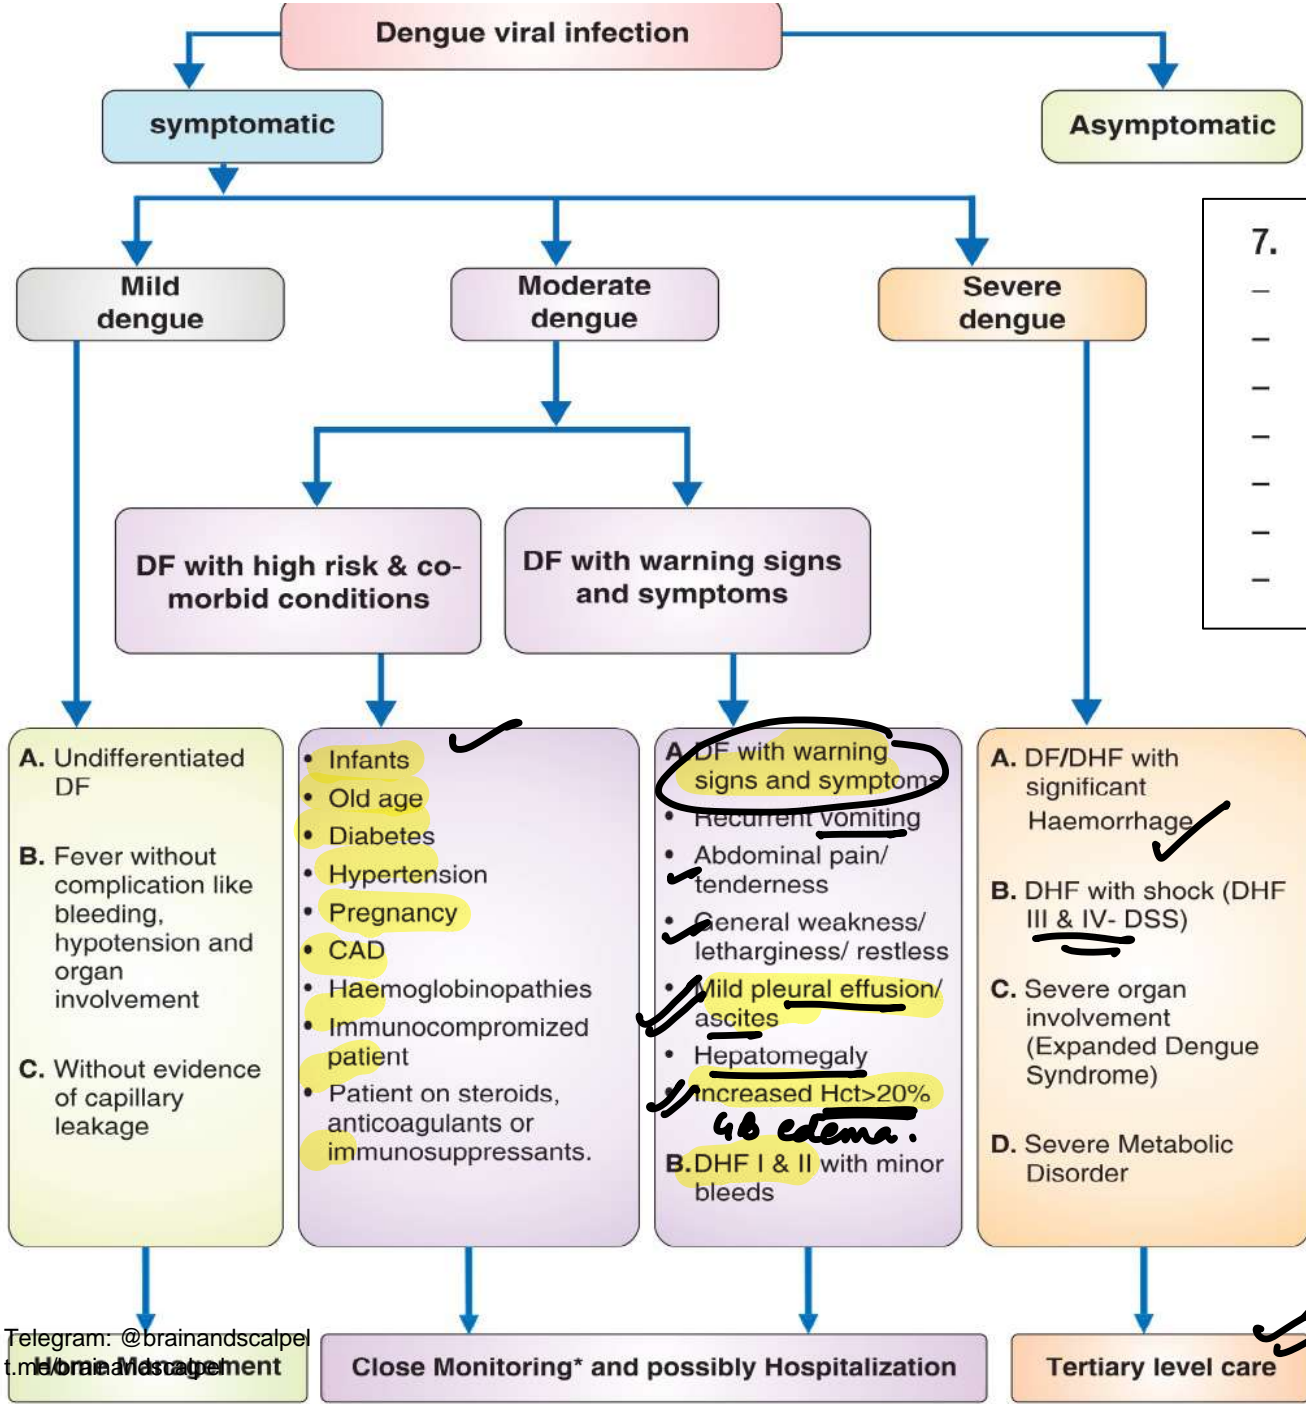 Dengue viral infection
symptomatic
Asymptomatic
7.
–
–
–
–
–
–
–
Mild
dengue
Moderate
dengue
Severe
dengue
DF with high risk & co-
morbid conditions
DF with warning signs
and symptoms
A. Undifferentiated
DF
B. Fever without
complication like
bleeding,
hypotension and
organ
involvement
C. Without evidence
of capillary
leakage
• Infants
• Old age
• Diabetes
• Hypertension
• Pregnancy
• CAD
• Haemoglobinopathies
• Immunocompromized
patient
• Patient on steroids,
anticoagulants or
immunosuppressants.
A. DF with warning
signs and symptoms
• Recurrent vomiting
• Abdominal pain/
tenderness
• General weakness/
letharginess/ restless
• Mild pleural effusion/
ascites
• Hepatomegaly
• Increased Hct>20%
GB edema.
B. DHF I & II with minor
bleeds
A. DF/DHF with
significant
Haemorrhage
B. DHF with shock (DHF
III & IV- DSS)
C. Severe organ
involvement
(Expanded Dengue
Syndrome)
D. Severe Metabolic
Disorder
Telegram: @brainandscalpel
t.me/brainandscalpel
Home Management
Close Monitoring* and possibly Hospitalization
Tertiary level care